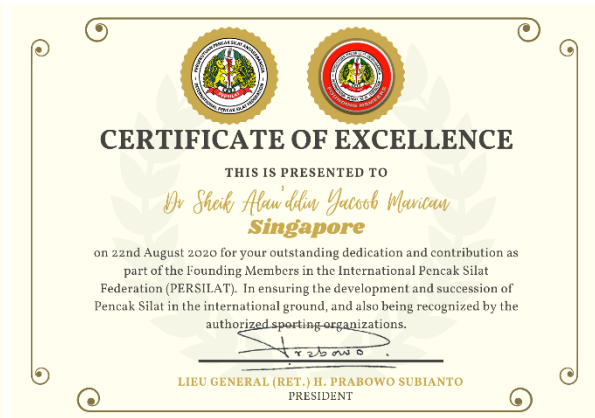 CERTIFICATE OF EXCELLENCE
THIS IS PRESENTED TO
Dr Sheik Alau'ddin Yacoob Marican
Singapore
on 22nd August 2020 for your outstanding dedication and contribution as
part of the Founding Members in the International Pencak Silat
Federation (PERSILAT). In ensuring the development and succession of
Pencak Silat in the international ground, and also being recognized by the
authorized sporting organizations.
Prabowo
LIEU GENERAL (RET.) H. PRABOWO SUBIANTO
PRESIDENT